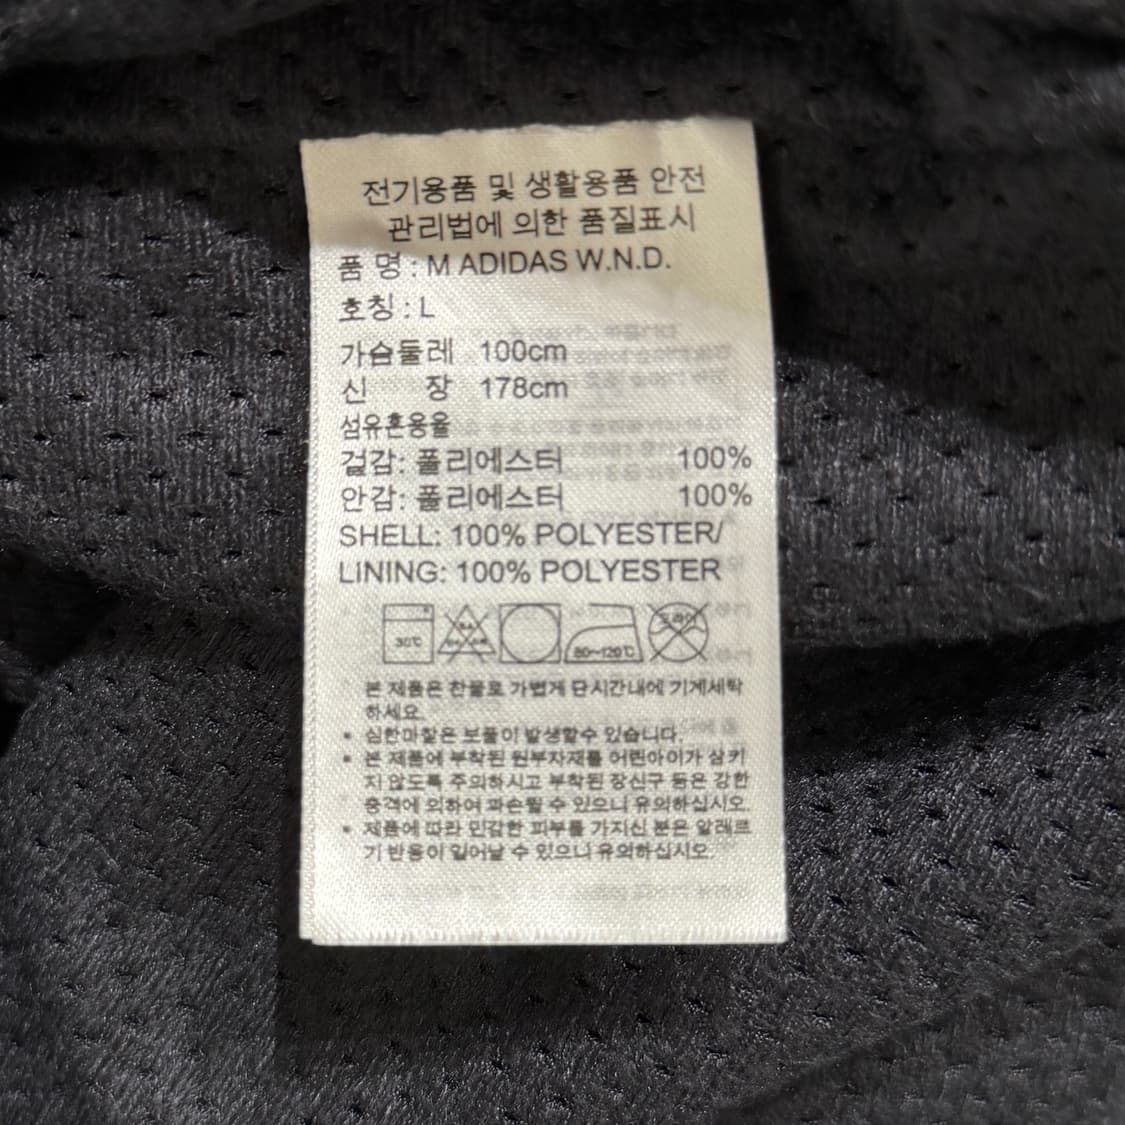 전기용품 및 생활용품 안전
관리법에 의한 품질표시
품 명 : M ADIDAS W.N.D.
호칭 : L
가슴둘레 100cm
신 장 178cm
섬유혼용율
겉감: 폴리에스터 100%
안감: 폴리에스터 100%
SHELL: 100% POLYESTER/
LINING: 100% POLYESTER
30℃ 80~120℃ 드라이
본 제품은 찬물로 가볍게 단시간내에 기계세탁
하세요.
• 심한마찰은 보풀이 발생할수 있습니다.
• 본 제품에 부착된 원부자재를 어린아이가 삼키
지 않도록 주의하시고 부착된 장신구 등은 강한
충격에 의하여 파손될 수 있으니 유의하십시오.
• 제품에 따라 민감한 피부를 가지신 분은 알레르
기 반응이 일어날 수 있으니 유의하십시오.